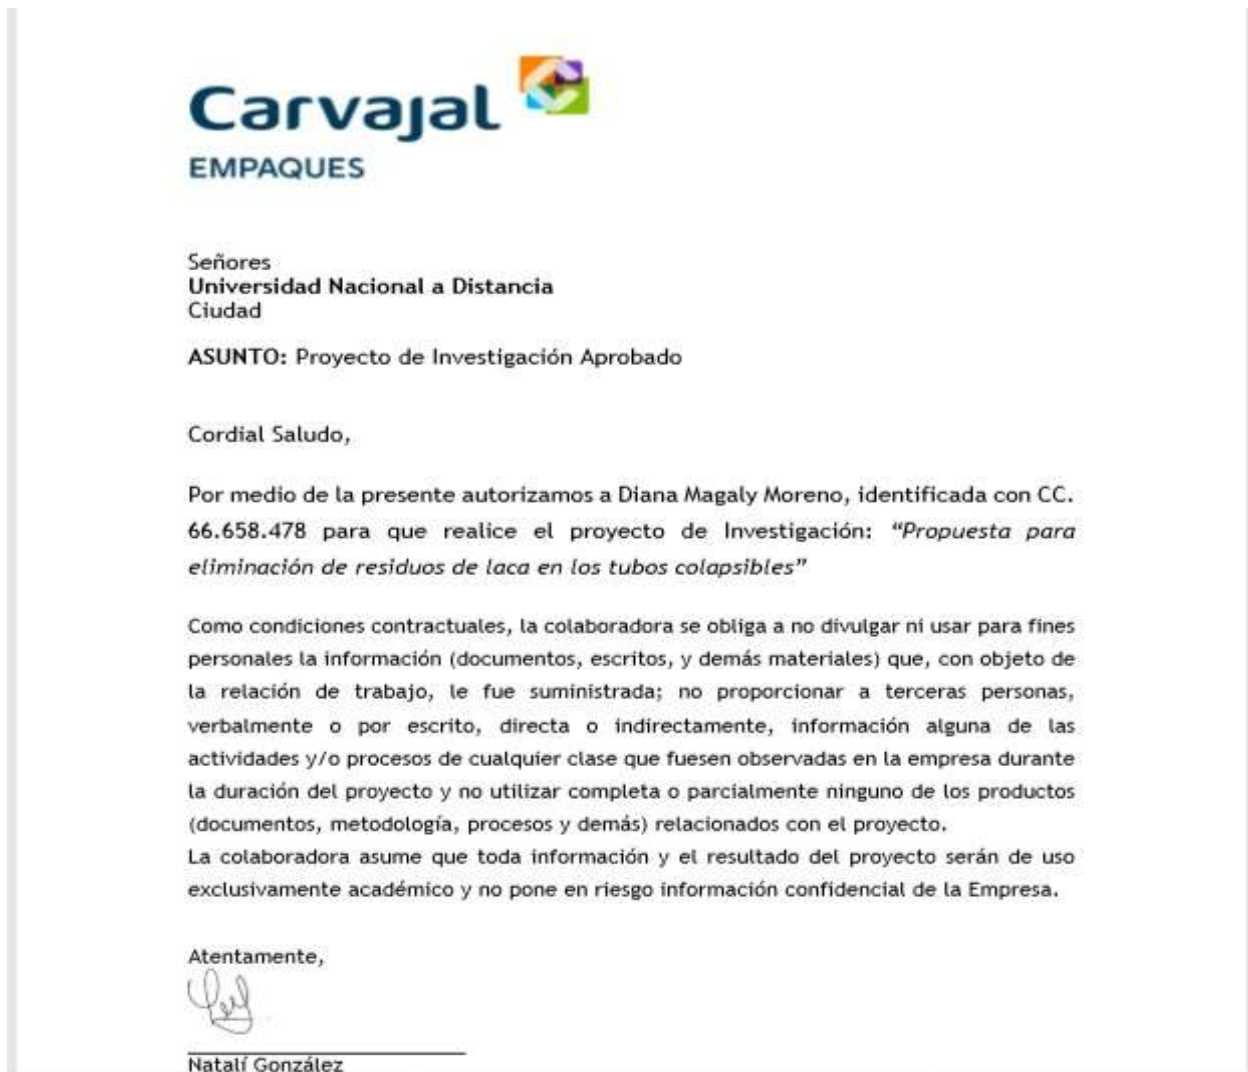 Carvajal
EMPAQUES
Señores
Universidad Nacional a Distancia
Ciudad
ASUNTO: Proyecto de Investigación Aprobado
Cordial Saludo,
Por medio de la presente autorizamos a Diana Magaly Moreno, identificada con CC.
66.658.478 para que realice el proyecto de Investigación: “Propuesta para
eliminación de residuos de laca en los tubos colapsibles”
Como condiciones contractuales, la colaboradora se obliga a no divulgar ni usar para fines
personales la información (documentos, escritos, y demás materiales) que, con objeto de
la relación de trabajo, le fue suministrada; no proporcionar a terceras personas,
verbalmente o por escrito, directa o indirectamente, información alguna de las
actividades y/o procesos de cualquier clase que fuesen observadas en la empresa durante
la duración del proyecto y no utilizar completa o parcialmente ninguno de los productos
(documentos, metodología, procesos y demás) relacionados con el proyecto.
La colaboradora asume que toda información y el resultado del proyecto serán de uso
exclusivamente académico y no pone en riesgo información confidencial de la Empresa.
Atentamente,
Natalí González